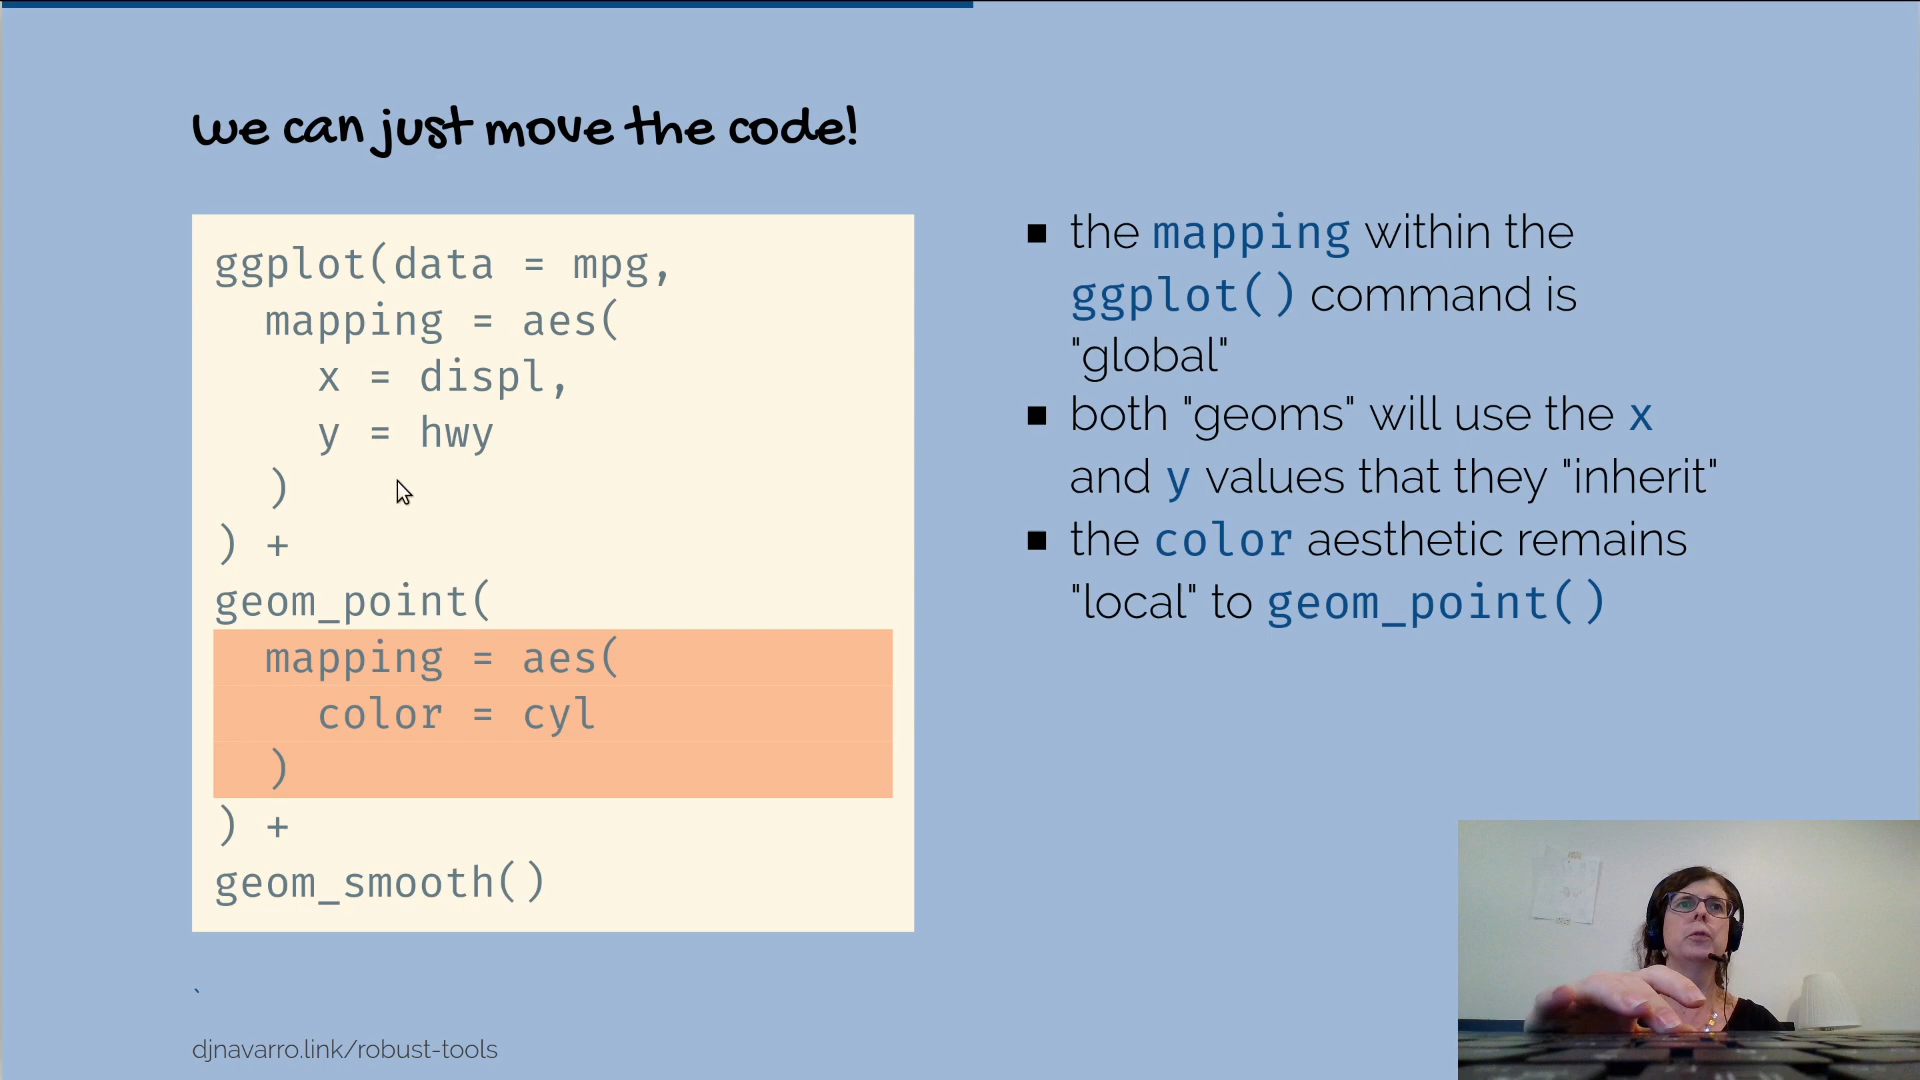 we can just move the code!
ggplot(data = mpg,
  mapping = aes(
    x = displ,
    y = hwy
  )
) +
geom_point(
  mapping = aes(
    color = cyl
  )
) +
geom_smooth()
■ the mapping within the
ggplot() command is
"global"
■ both "geoms" will use the x
and y values that they "inherit"
■ the color aesthetic remains
"local" to geom_point()
`
djnavarro.link/robust-tools